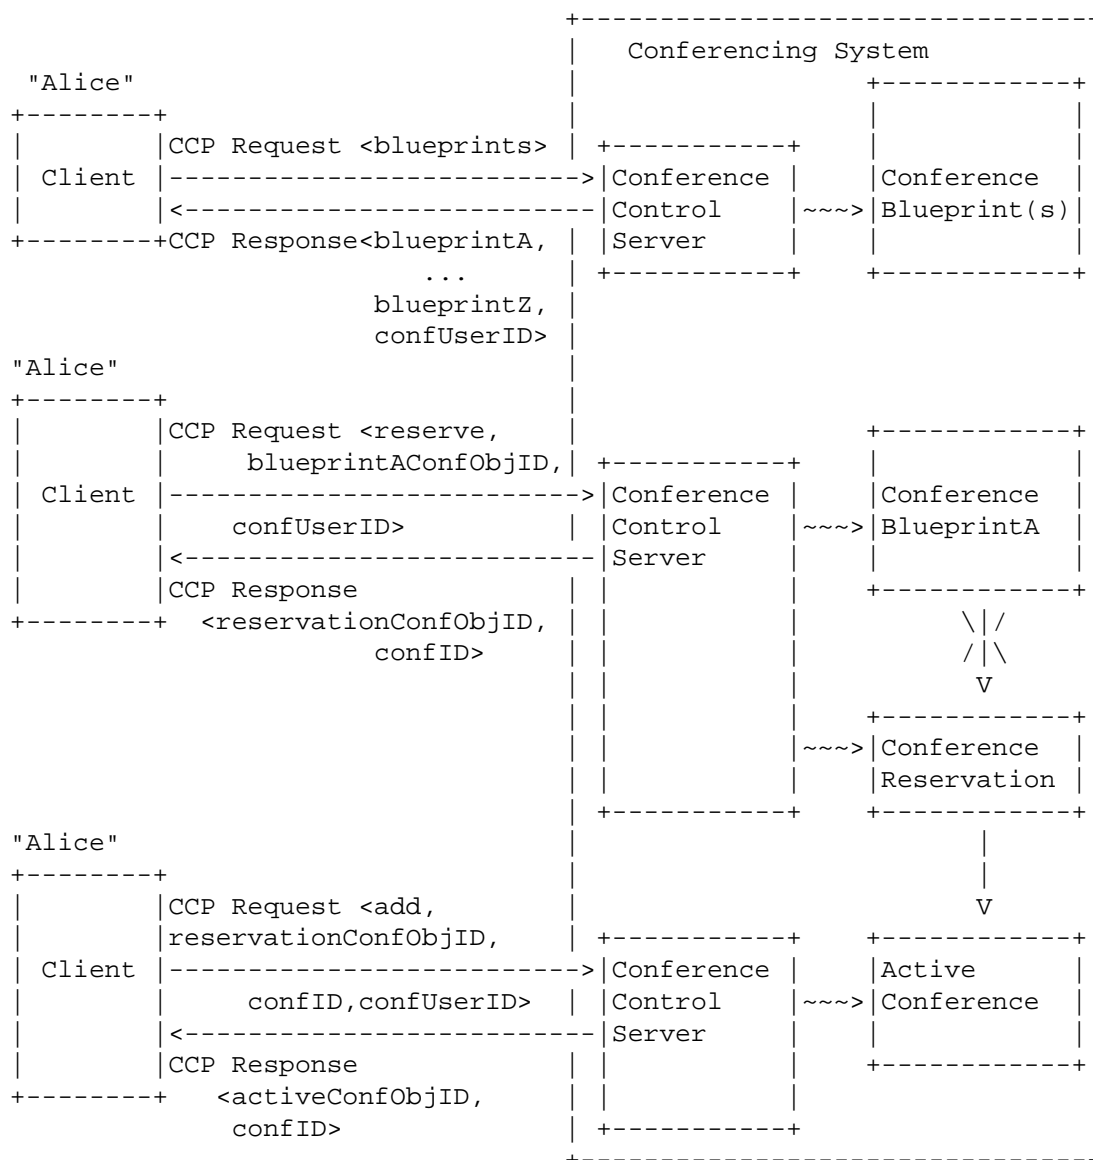 Conferencing System
"Alice"
CCP Request <blueprints>
Client Conference Conference
Control ~~~> Blueprint(s)
CCP Response<blueprintA, Server
...
blueprintZ,
confUserID>
"Alice"
CCP Request <reserve,
blueprintAConfObjID,
Client Conference Conference
confUserID> Control ~~~> BlueprintA
Server
CCP Response
<reservationConfObjID,
confID>
V
~~~> Conference
Reservation
"Alice"
CCP Request <add, V
reservationConfObjID,
Client Conference Active
confID,confUserID> Control ~~~> Conference
Server
CCP Response
<activeConfObjID,
confID>